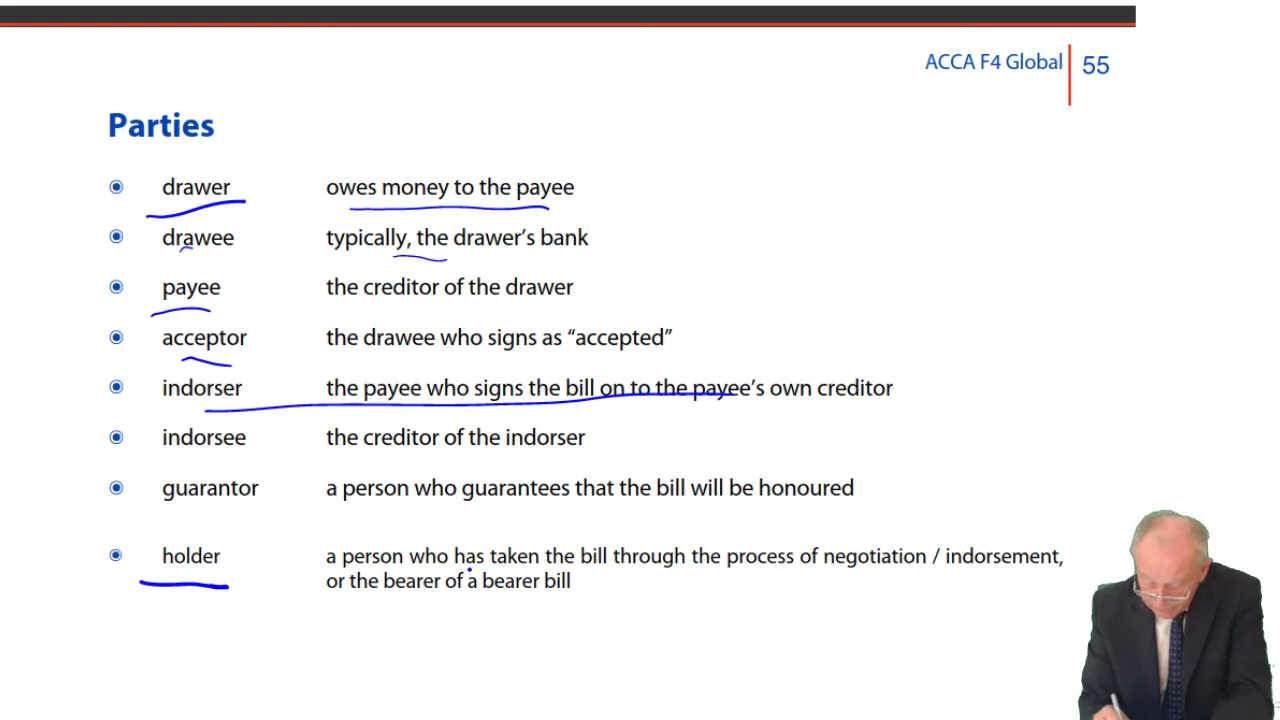 ACCA F4 Global 55
Parties
drawer owes money to the payee
drawee typically, the drawer's bank
payee the creditor of the drawer
acceptor the drawee who signs as “accepted”
indorser the payee who signs the bill on to the payee's own creditor
indorsee the creditor of the indorser
guarantor a person who guarantees that the bill will be honoured
holder a person who has taken the bill through the process of negotiation / indorsement,
or the bearer of a bearer bill